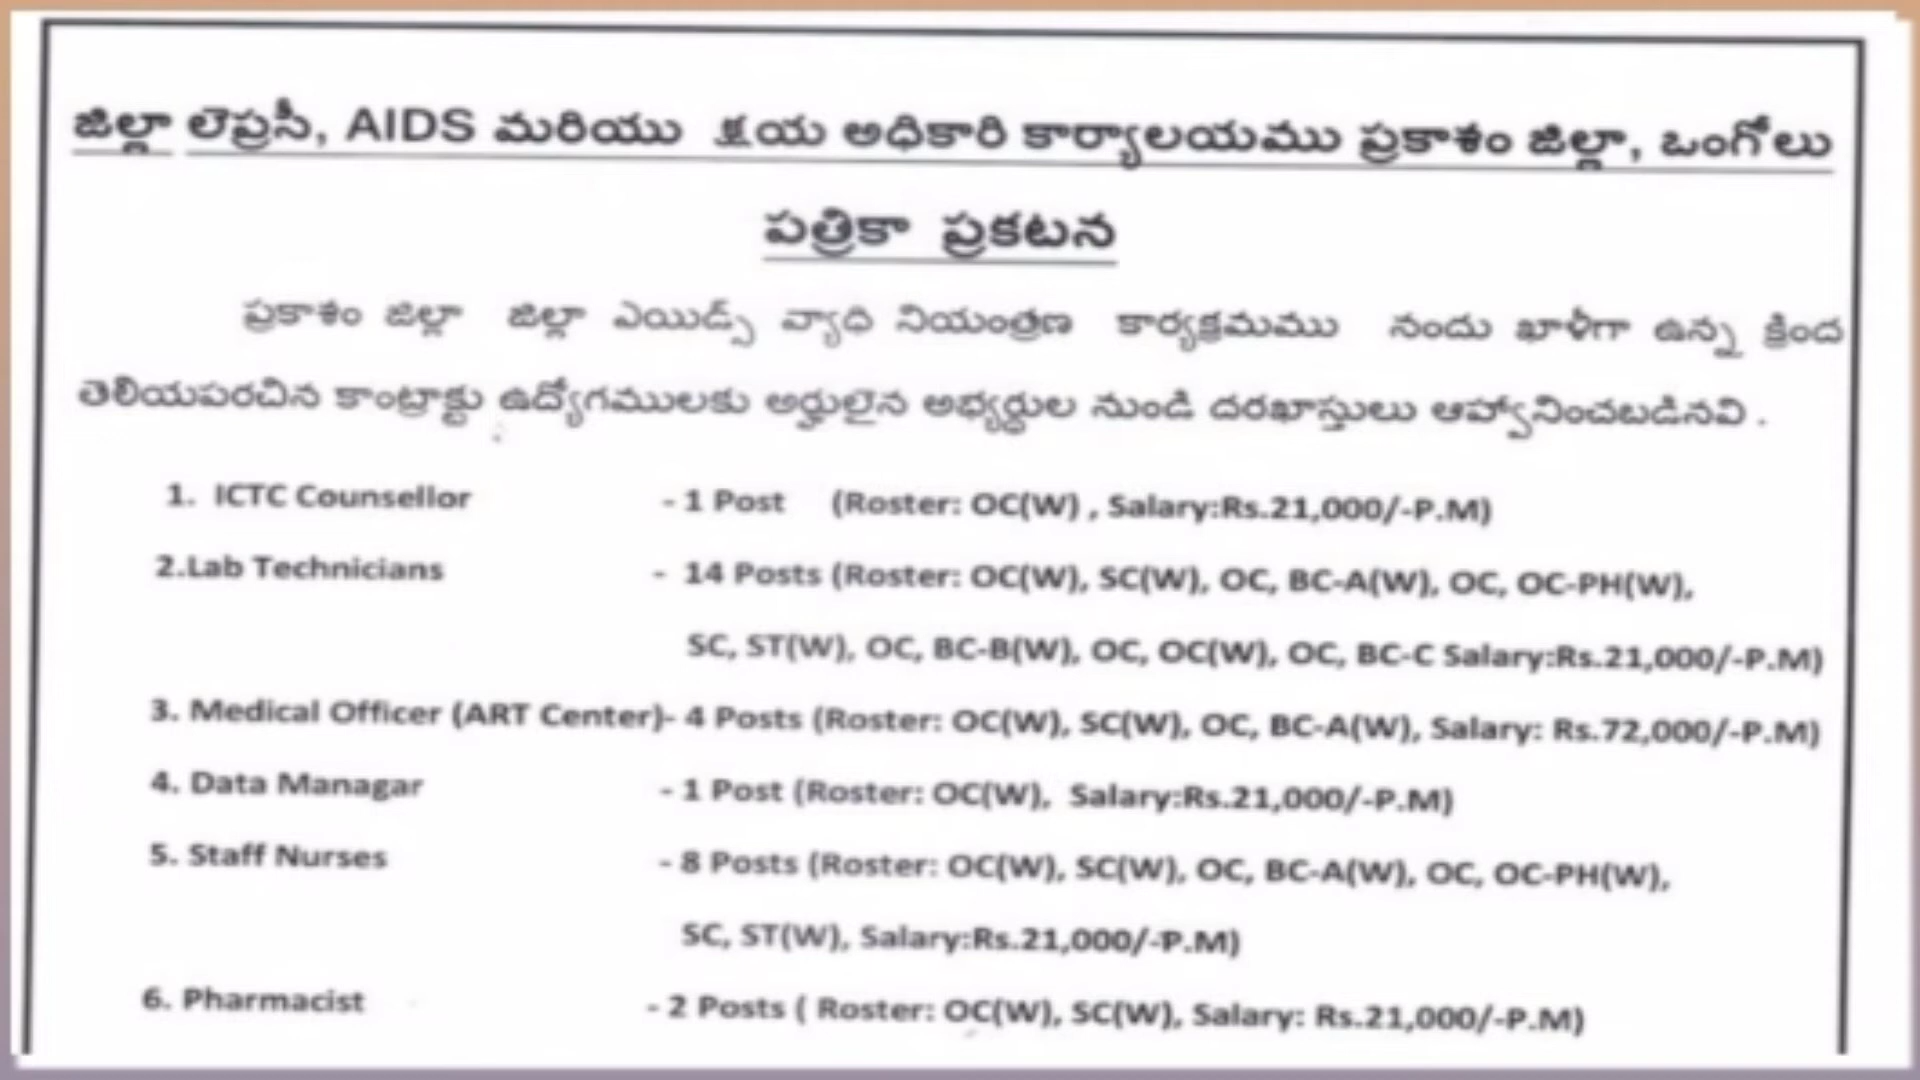 జిల్లా లెప్రసీ, AIDS మరియు క్షయ అధికారి కార్యాలయము ప్రకాశం జిల్లా, ఒంగోలు
పత్రికా ప్రకటన
ప్రకాశం జిల్లా జిల్లా ఎయిడ్స్ వ్యాధి నియంత్రణ కార్యక్రమము నందు ఖాళీగా ఉన్న క్రింద
తెలియపరచిన కాంట్రాక్టు ఉద్యోగములకు అర్హులైన అభ్యర్ధుల నుండి దరఖాస్తులు ఆహ్వానించబడినవి .
1. ICTC Counsellor - 1 Post (Roster: OC(W) , Salary:Rs.21,000/-P.M)
2.Lab Technicians - 14 Posts (Roster: OC(W), SC(W), OC, BC-A(W), OC, OC-PH(W),
SC, ST(W), OC, BC-B(W), OC, OC(W), OC, BC-C Salary:Rs.21,000/-P.M)
3. Medical Officer (ART Center)- 4 Posts (Roster: OC(W), SC(W), OC, BC-A(W), Salary: Rs.72,000/-P.M)
4. Data Managar - 1 Post (Roster: OC(W), Salary:Rs.21,000/-P.M)
5. Staff Nurses - 8 Posts (Roster: OC(W), SC(W), OC, BC-A(W), OC, OC-PH(W),
SC, ST(W), Salary:Rs.21,000/-P.M)
6. Pharmacist - 2 Posts ( Roster: OC(W), SC(W), Salary: Rs.21,000/-P.M)